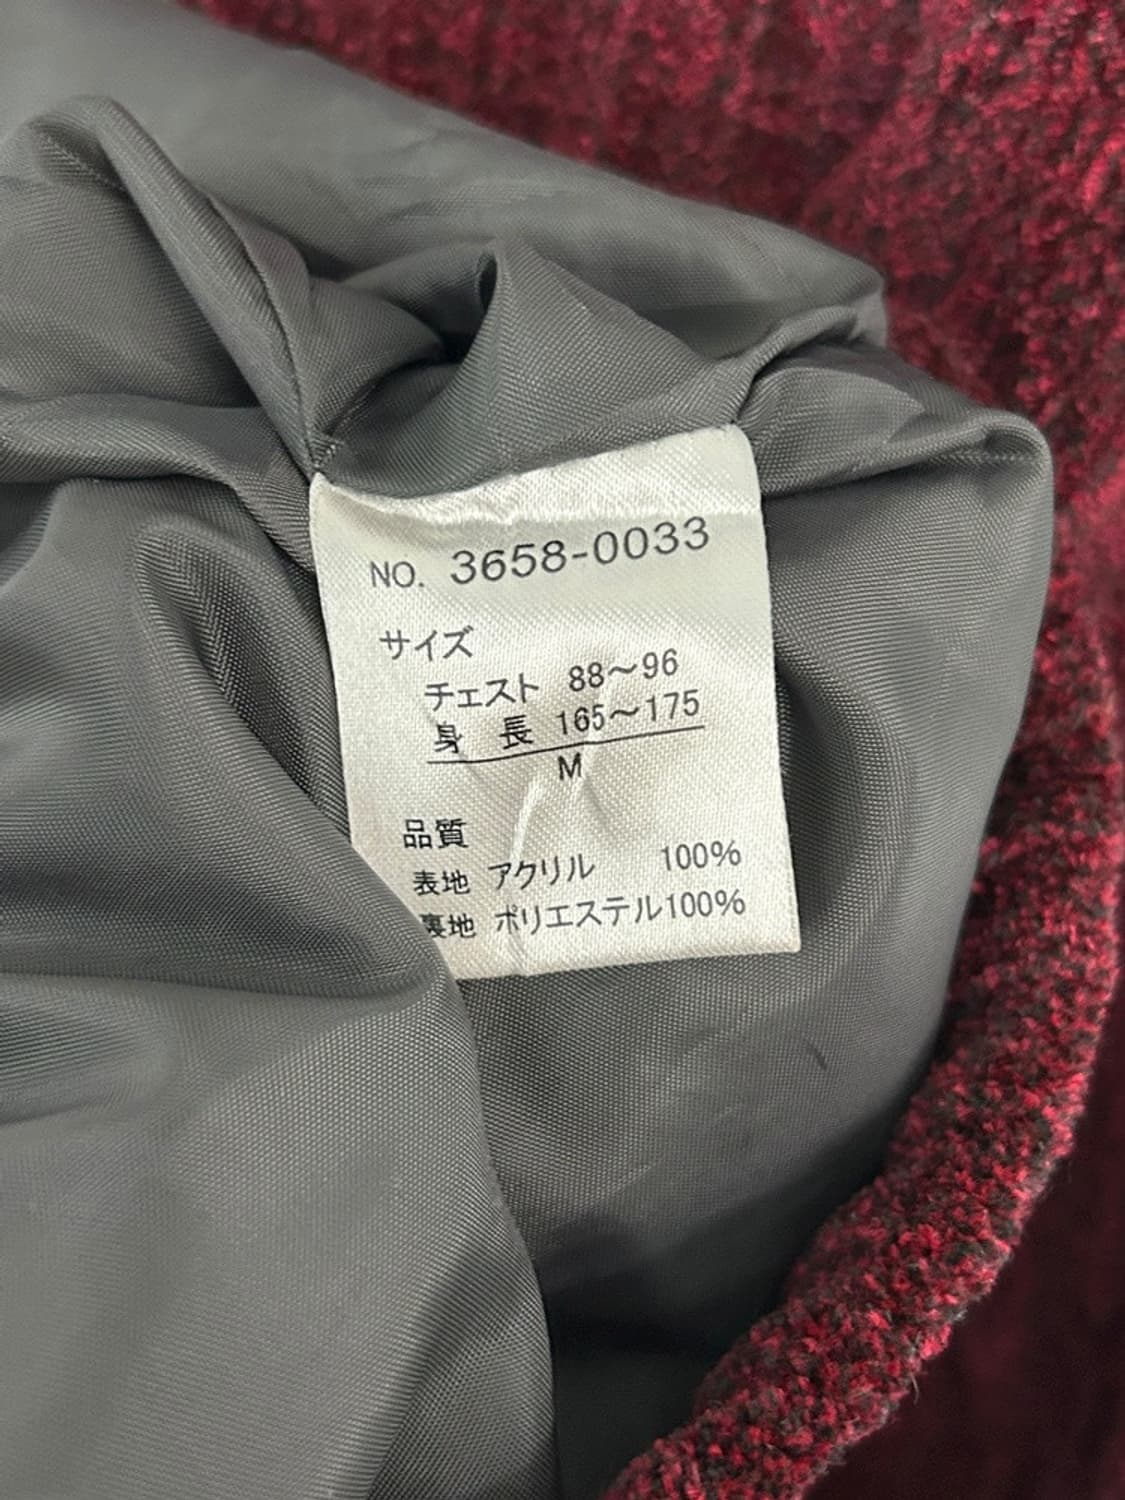 NO. 3658-0033
サイズ
チェスト 88〜96
身 長 165〜175
M
品質
表地 アクリル 100%
裏地 ポリエステル100%